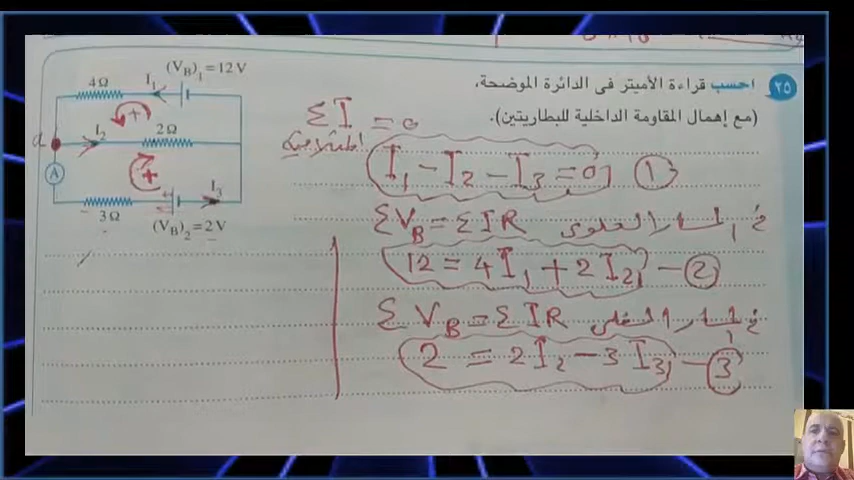 ٢٥ احسب قراءة الأميتر فى الدائرة الموضحة،
(مع إهمال المقاومة الداخلية للبطاريتين).
(V_B)_1 = 12 V
4Ω
I_1
a
I_2
2Ω
A
I_3
3Ω
(V_B)_2 = 2 V
ΣI = 0
I_1 - I_2 - I_3 = 0 ①
ΣV_B = ΣIR
12 = 4I_1 + 2I_2 - ②
ΣV_B = ΣIR
2 = 2I_2 - 3I_3 - ③